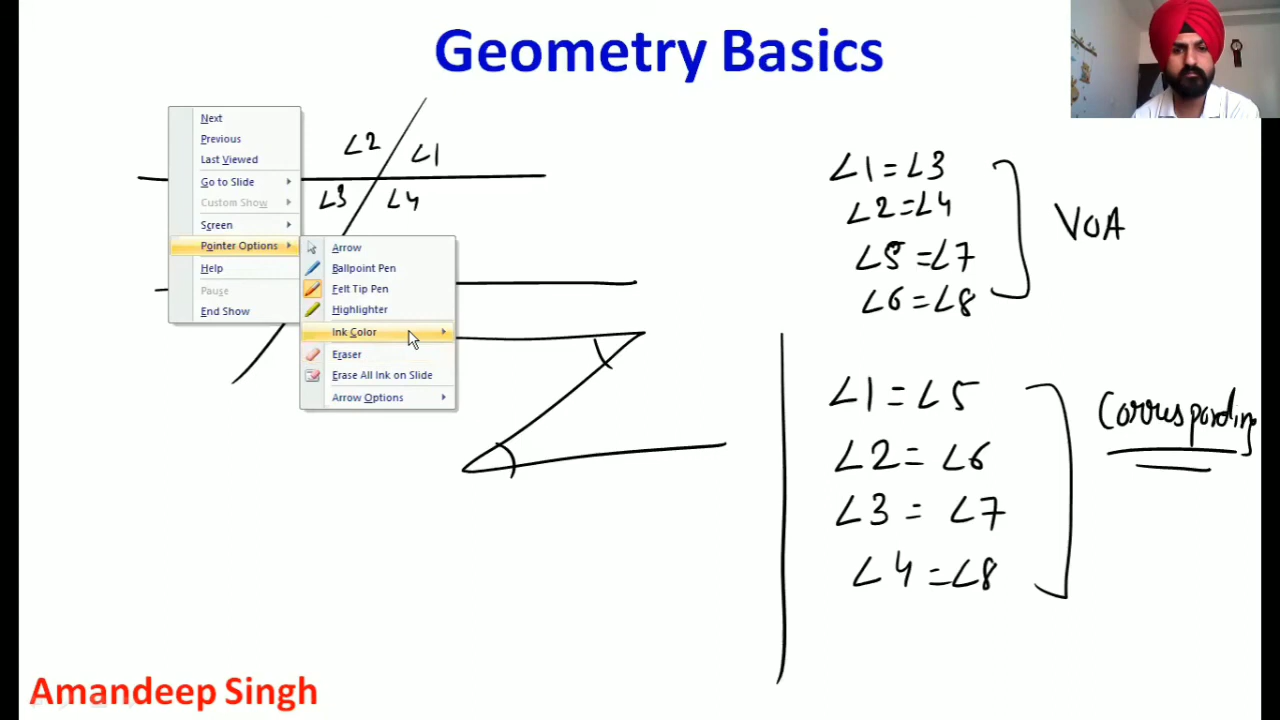 Geometry Basics
∠2 ∠1
∠3 ∠4
Next
Previous
Last Viewed
Go to Slide
Custom Show
Screen
Pointer Options
Help
Pause
End Show
Arrow
Ballpoint Pen
Felt Tip Pen
Highlighter
Ink Color
Eraser
Erase All Ink on Slide
Arrow Options
∠1=∠3
∠2=∠4
∠5=∠7
∠6=∠8
VOA
∠1=∠5
∠2=∠6
∠3=∠7
∠4=∠8
Corresponding
Amandeep Singh